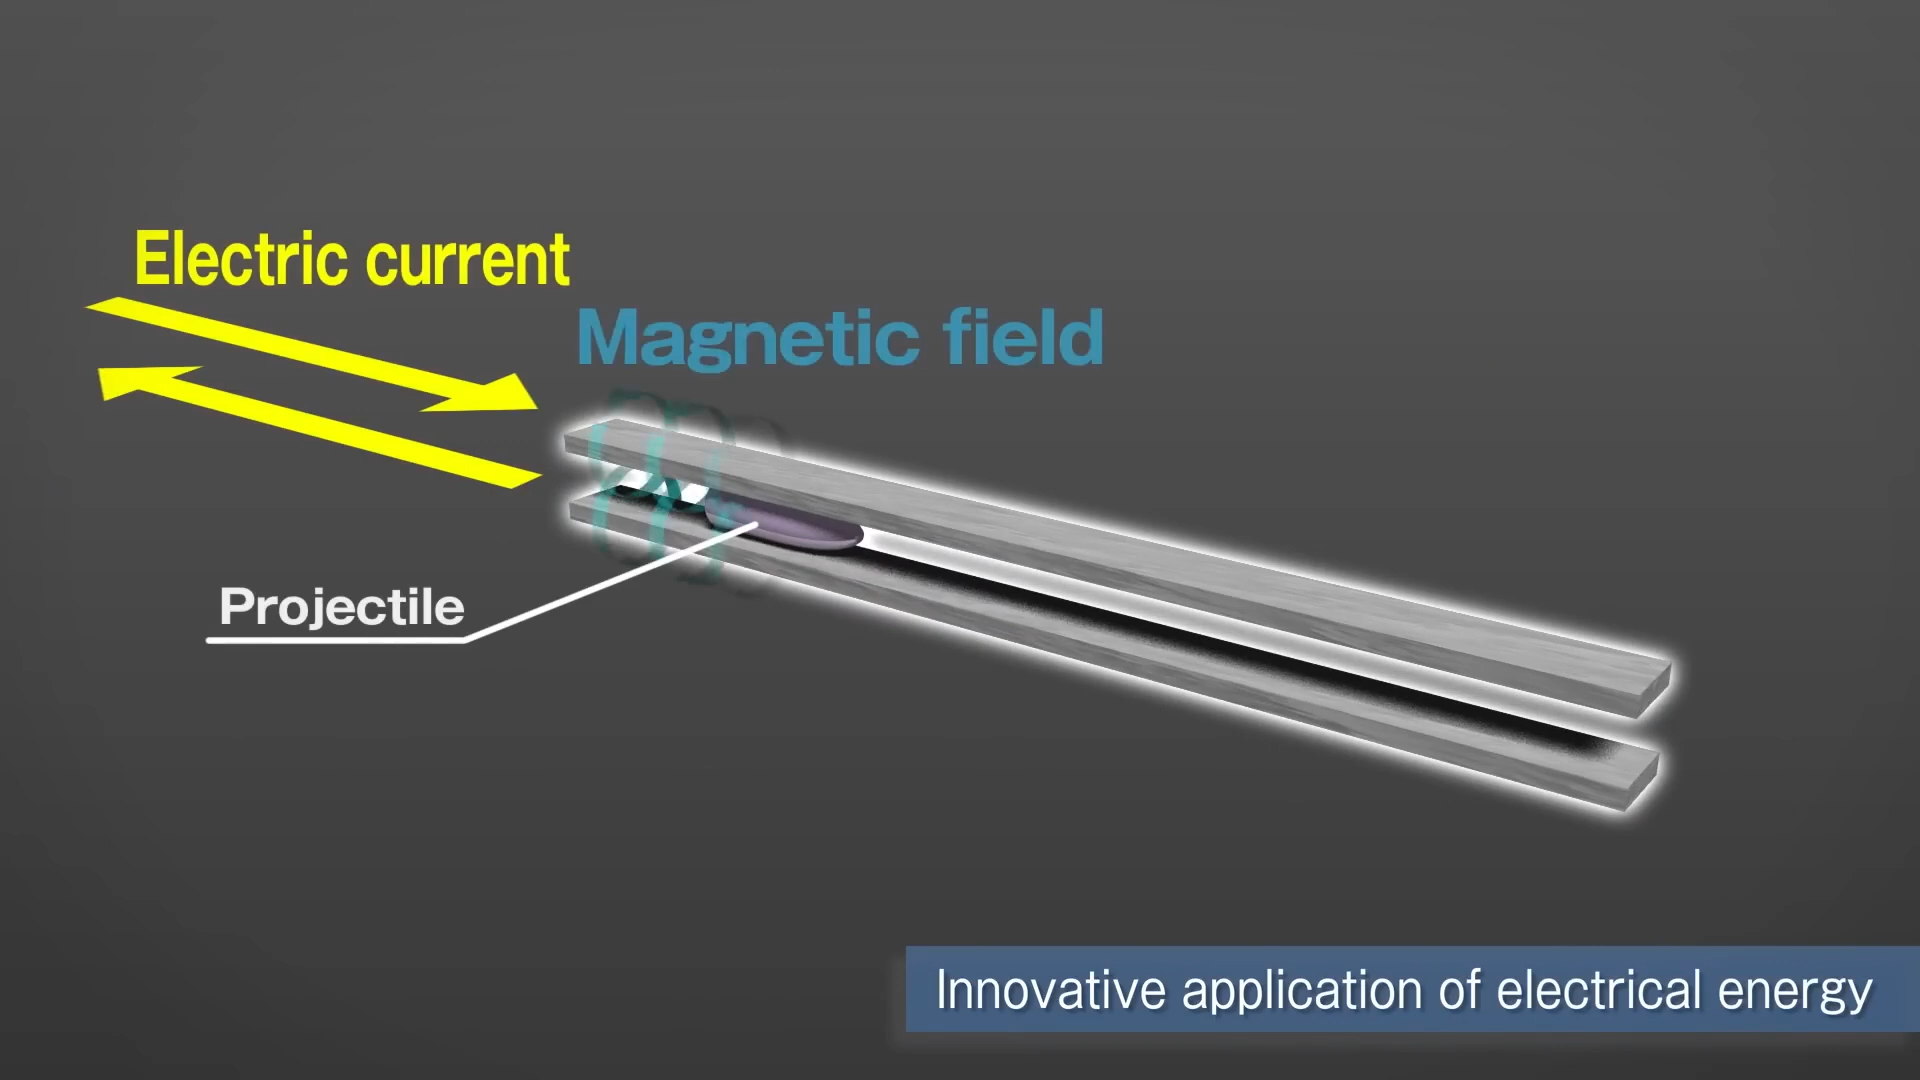 Electric current
Magnetic field
Projectile
Innovative application of electrical energy